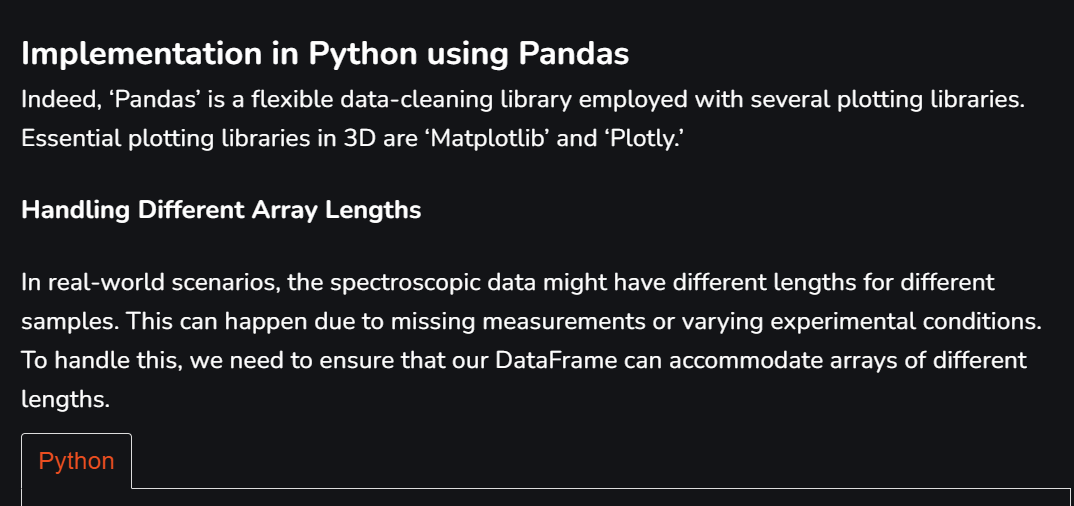 Implementation in Python using Pandas
Indeed, ‘Pandas’ is a flexible data-cleaning library employed with several plotting libraries.
Essential plotting libraries in 3D are ‘Matplotlib’ and ‘Plotly.’
Handling Different Array Lengths
In real-world scenarios, the spectroscopic data might have different lengths for different
samples. This can happen due to missing measurements or varying experimental conditions.
To handle this, we need to ensure that our DataFrame can accommodate arrays of different
lengths.
Python